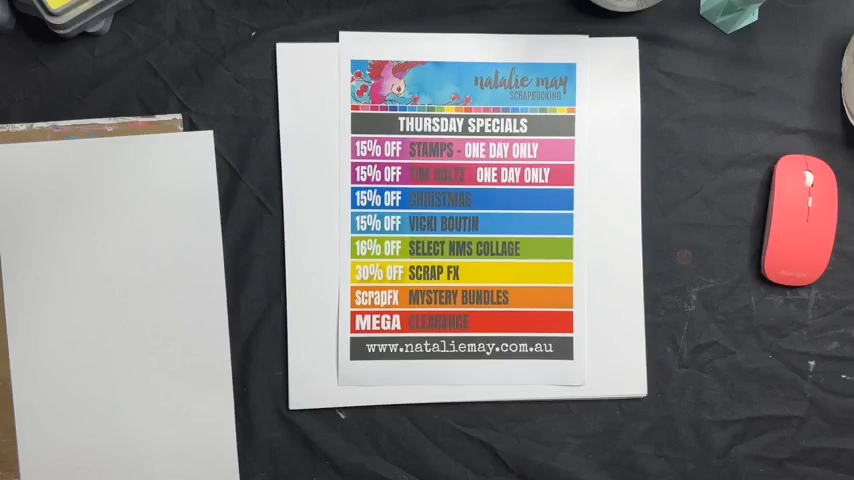 natalie may
SCRAPBOOKING
THURSDAY SPECIALS
15% OFF STAMPS - ONE DAY ONLY
15% OFF TIM HOLTZ - ONE DAY ONLY
15% OFF CHRISTMAS
15% OFF VICKI BOUTIN
16% OFF SELECT NMS COLLAGE
30% OFF SCRAP FX
ScrapFX MYSTERY BUNDLES
MEGA CLEARANCE
www.nataliemay.com.au